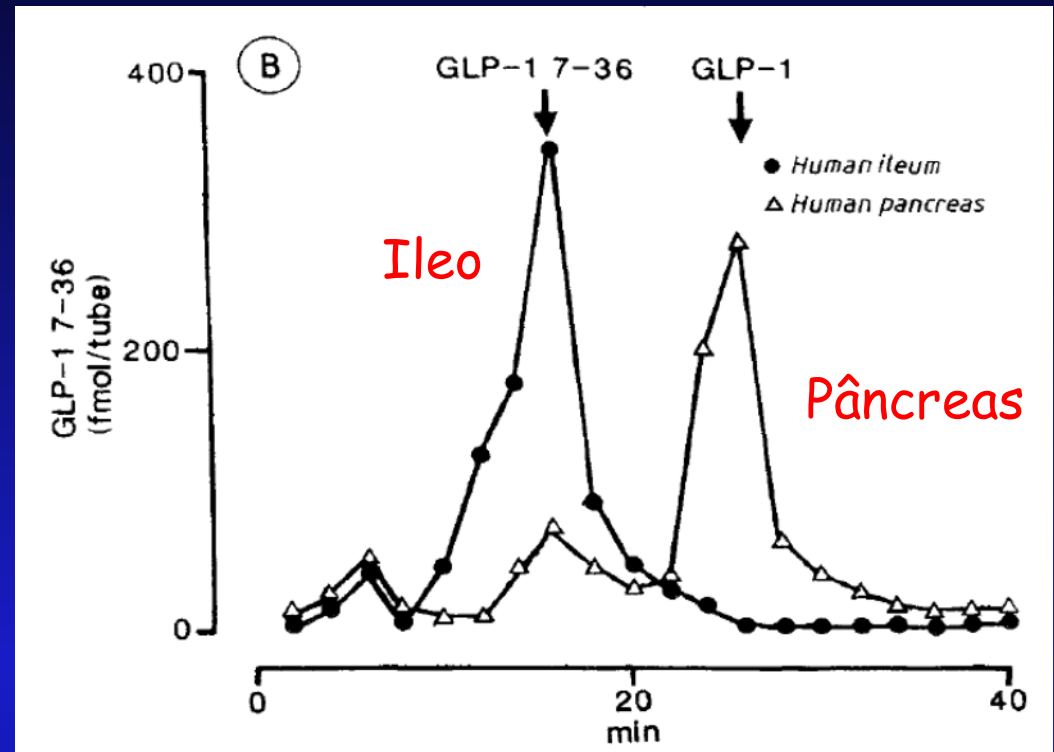 B
GLP-1 7-36
GLP-1
400
Human ileum
Human pancreas
Ileo
GLP-1 7-36
(fmol/tube)
200
Pâncreas
0
0
20
40
min